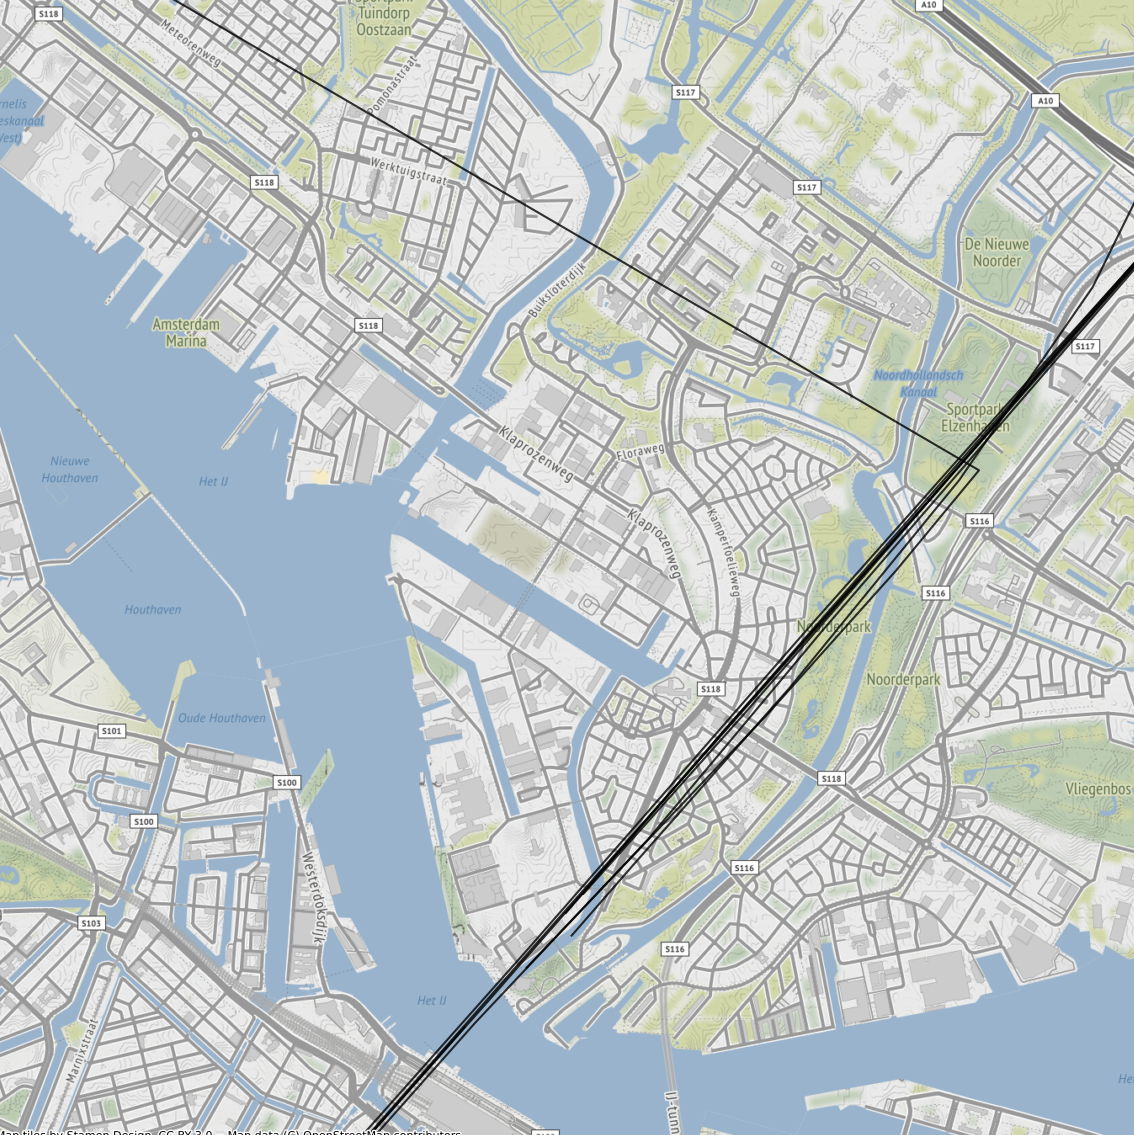 S118
Sportpark
Tuindorp
Oostzaan
A10
Meteorenweg
Pomonastraat
S117
A10
Werktuigstraat
S118
S117
De Nieuwe
Noorder
Buiksloterdijk
Amsterdam
Marina
S118
S117
Noordhollandsch
Kanaal
Sportpark
Elzenhagen
Klaprozenweg
Floraweg
Nieuwe
Houthaven
Het IJ
Klaprozenweg
Kamperfoelieweg
S116
S116
Houthaven
Noorderpark
Noorderpark
S118
Oude Houthaven
S101
S100
S118
Vliegenbos
S100
Westerdoksdijk
S116
S103
S116
Het IJ
Marnixstraat
IJ-tunn
He
Map tiles by Stamen Design, CC BY 3.0 -- Map data (C) OpenStreetMap contributors